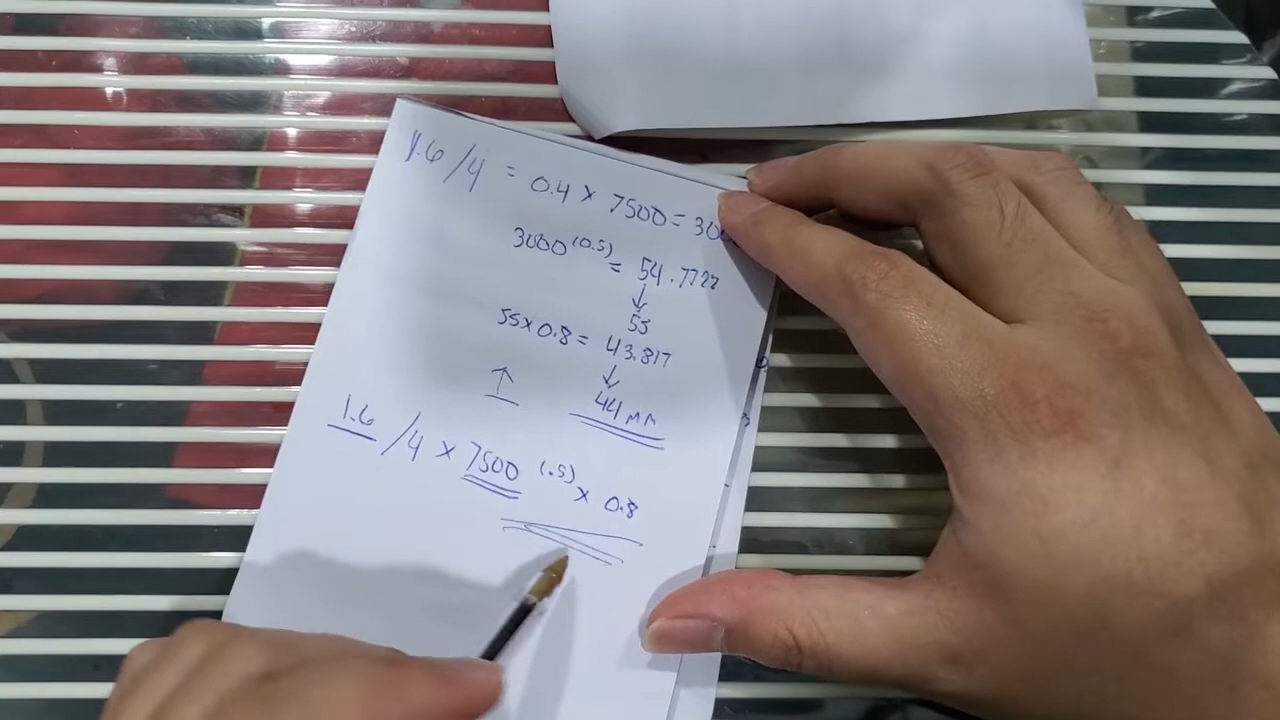 1.6/4 = 0.4 x 7500 = 300
3000 (0.5) = 54.7722
↓
55
55 x 0.8 = 43.817
↓
↑
44 mm
1.6 /4 x 7500 (.5) x 0.8